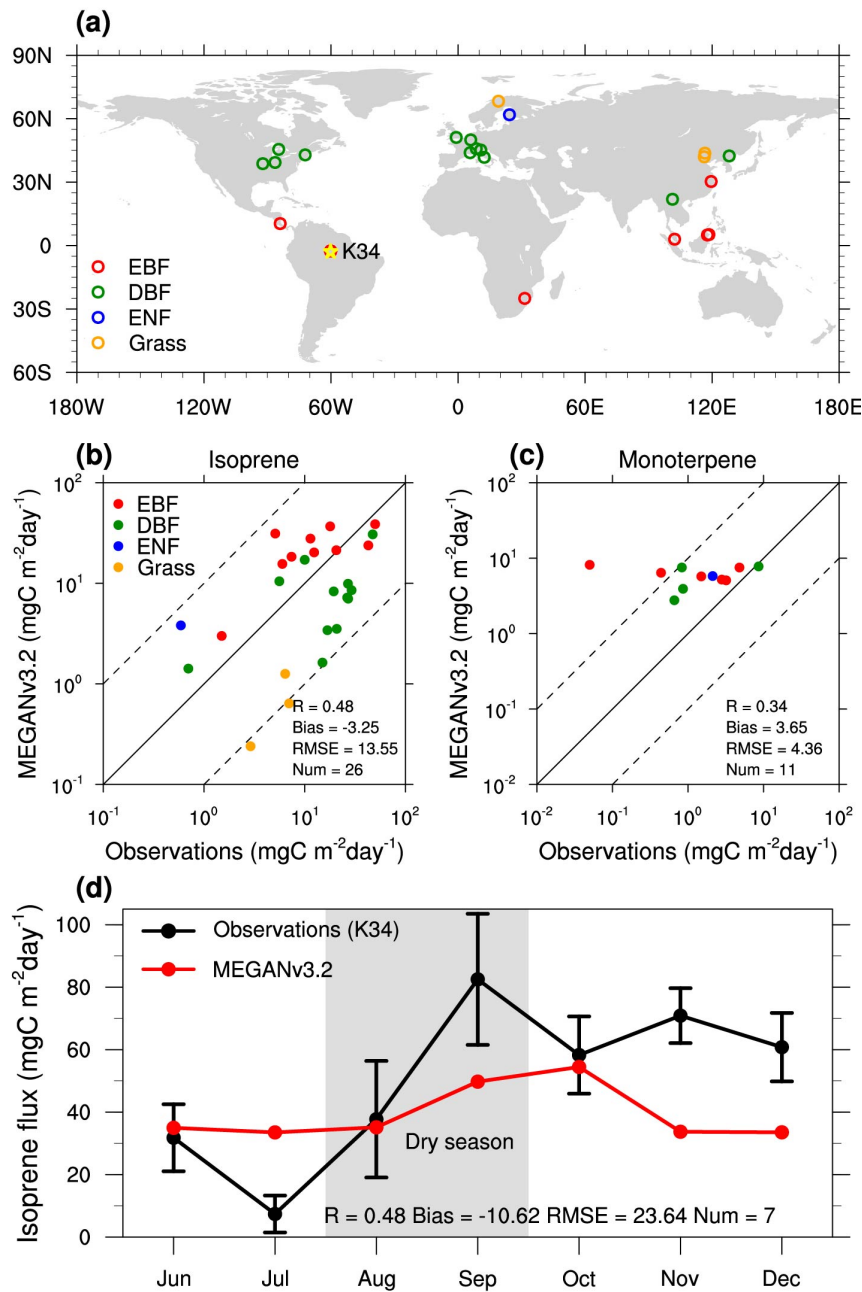 (a)
90N
60N
30N
0
30S
60S
180W
120W
60W
0
60E
120E
180E
K34
EBF
DBF
ENF
Grass
(b)
Isoprene
MEGANv3.2 (mgC m⁻²day⁻¹)
10²
10¹
10⁰
10⁻¹
EBF
DBF
ENF
Grass
R = 0.48
Bias = -3.25
RMSE = 13.55
Num = 26
10⁻¹
10⁰
10¹
10²
Observations (mgC m⁻²day⁻¹)
(c)
Monoterpene
MEGANv3.2 (mgC m⁻²day⁻¹)
10²
10¹
10⁰
10⁻¹
10⁻²
R = 0.34
Bias = 3.65
RMSE = 4.36
Num = 11
10⁻²
10⁻¹
10⁰
10¹
10²
Observations (mgC m⁻²day⁻¹)
(d)
Isoprene flux (mgC m⁻²day⁻¹)
100
80
60
40
20
0
Observations (K34)
MEGANv3.2
Dry season
R = 0.48 Bias = -10.62 RMSE = 23.64 Num = 7
Jun
Jul
Aug
Sep
Oct
Nov
Dec